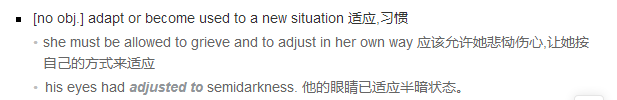 [no obj.] adapt or become used to a new situation 适应,习惯
she must be allowed to grieve and to adjust in her own way 应该允许她悲恸伤心,让她按
自己的方式来适应
his eyes had adjusted to semidarkness. 他的眼睛已适应半暗状态。